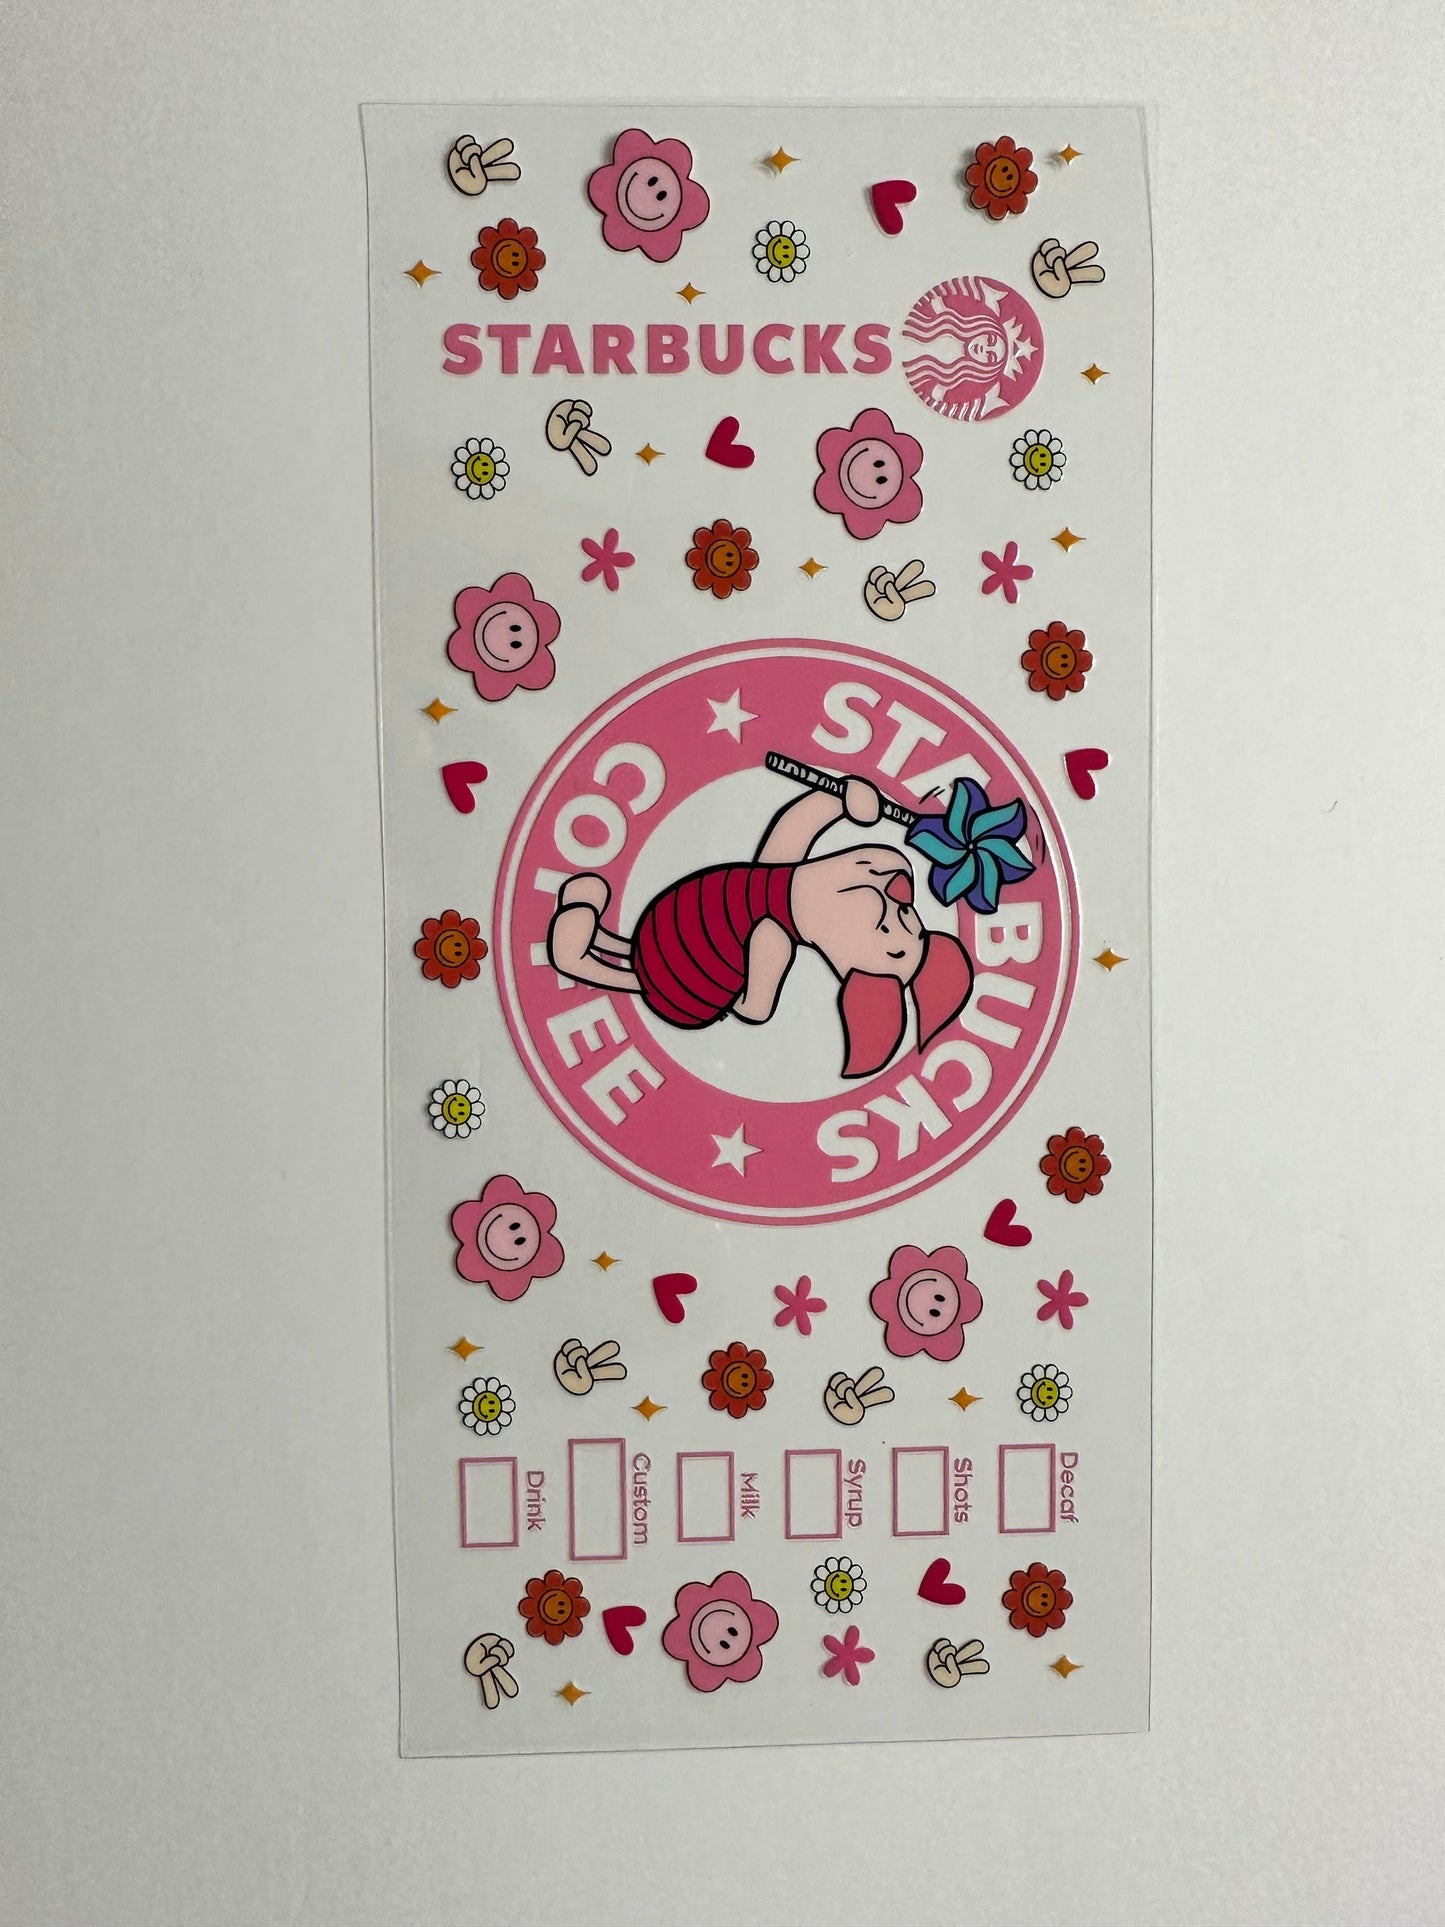 STARBUCKS
STARBUCKS
COFFEE
Decaf
Shots
Syrup
Milk
Custom
Drink